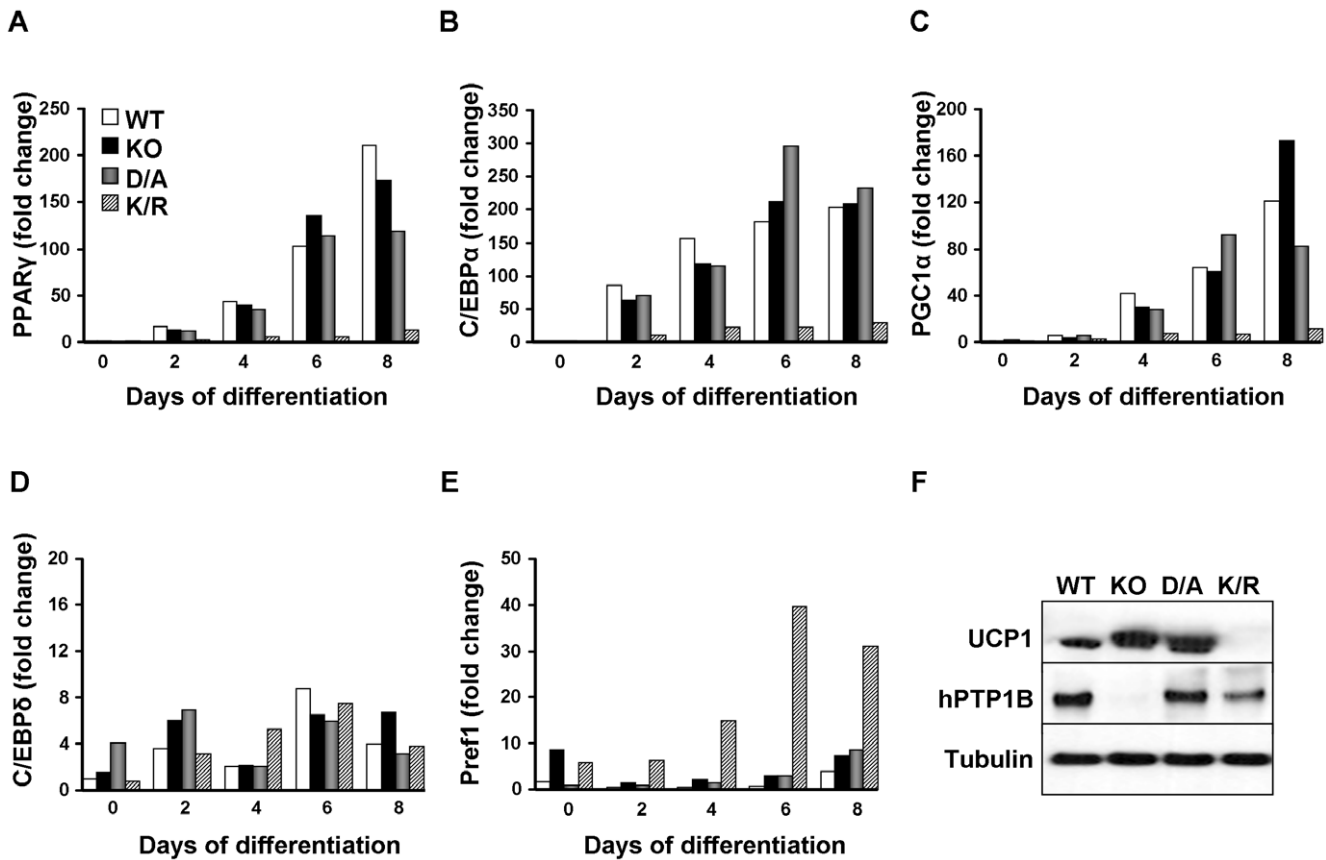 A
B
C
PPARγ (fold change)
250
200
150
100
50
0
WT
KO
D/A
K/R
0 2 4 6 8
Days of differentiation
C/EBPα (fold change)
350
300
250
200
150
100
50
0
0 2 4 6 8
Days of differentiation
PGC1α (fold change)
200
160
120
80
40
0
0 2 4 6 8
Days of differentiation
D
E
F
C/EBPδ (fold change)
20
16
12
8
4
0
0 2 4 6 8
Days of differentiation
Pref1 (fold change)
50
40
30
20
10
0
0 2 4 6 8
Days of differentiation
WT KO D/A K/R
UCP1
hPTP1B
Tubulin